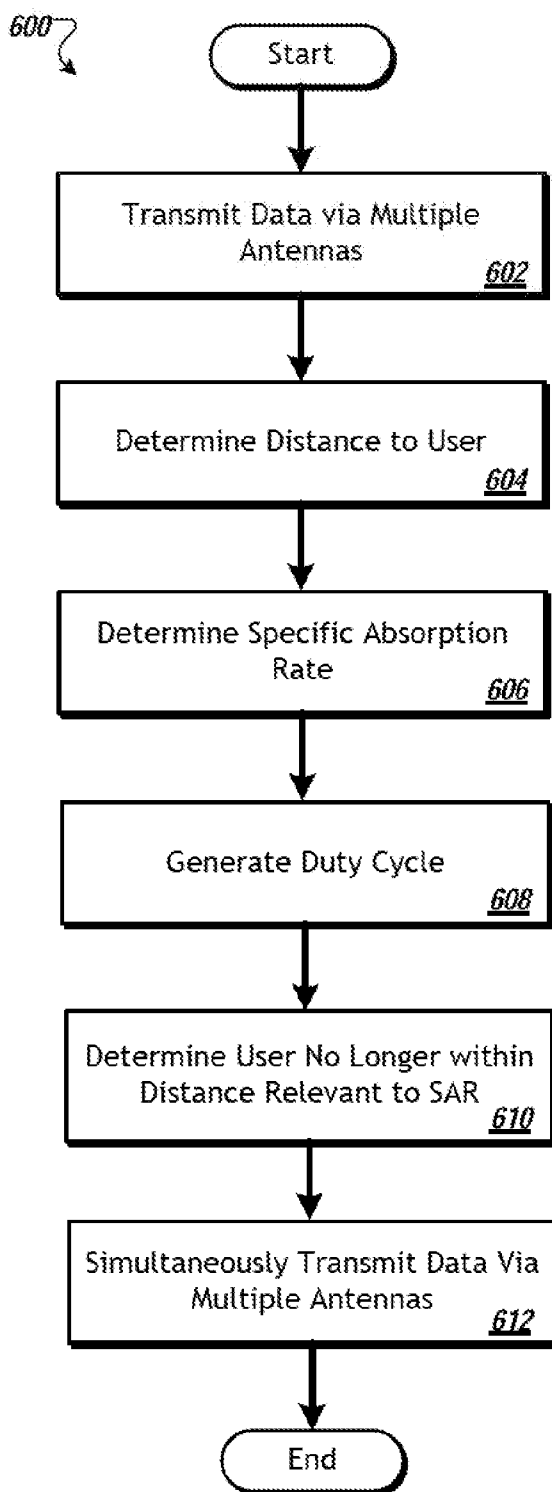 600
Start
Transmit Data via Multiple
Antennas
602
Determine Distance to User
604
Determine Specific Absorption
Rate
606
Generate Duty Cycle
608
Determine User No Longer within
Distance Relevant to SAR
610
Simultaneously Transmit Data Via
Multiple Antennas
612
End